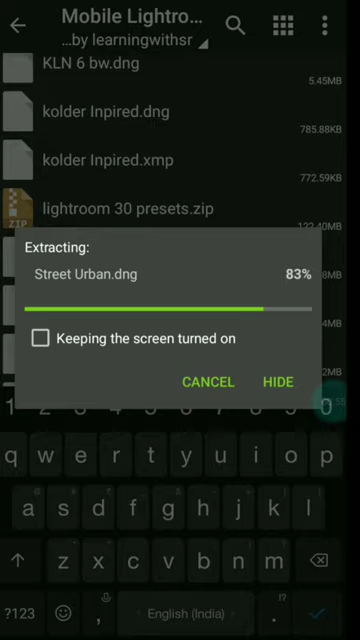 Mobile Lightro...
...by learningwithsr
KLN 6 bw.dng
5.45MB
kolder Inpired.dng
785.88KB
kolder Inpired.xmp
772.59KB
lightroom 30 presets.zip
ZIP
122.40MB
Extracting:
Street Urban.dng 83%
Keeping the screen turned on
CANCEL HIDE
q w e r t y u i o p
a s d f g h j k l
z x c v b n m
?123 , English (India) . !?